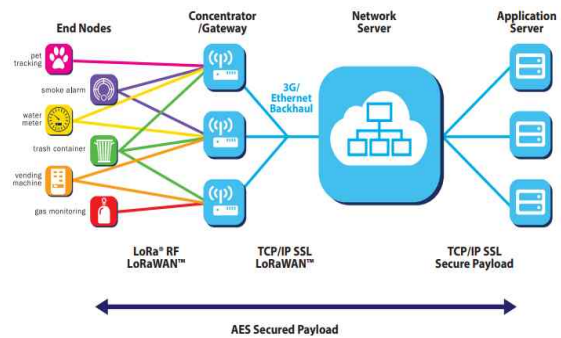 End Nodes
Concentrator
/Gateway
Network
Server
Application
Server
pet
tracking
smoke alarm
water
meter
trash container
vending
machine
gas monitoring
3G/
Ethernet
Backhaul
LoRa® RF
LoRaWAN™
TCP/IP SSL
LoRaWAN™
TCP/IP SSL
Secure Payload
AES Secured Payload